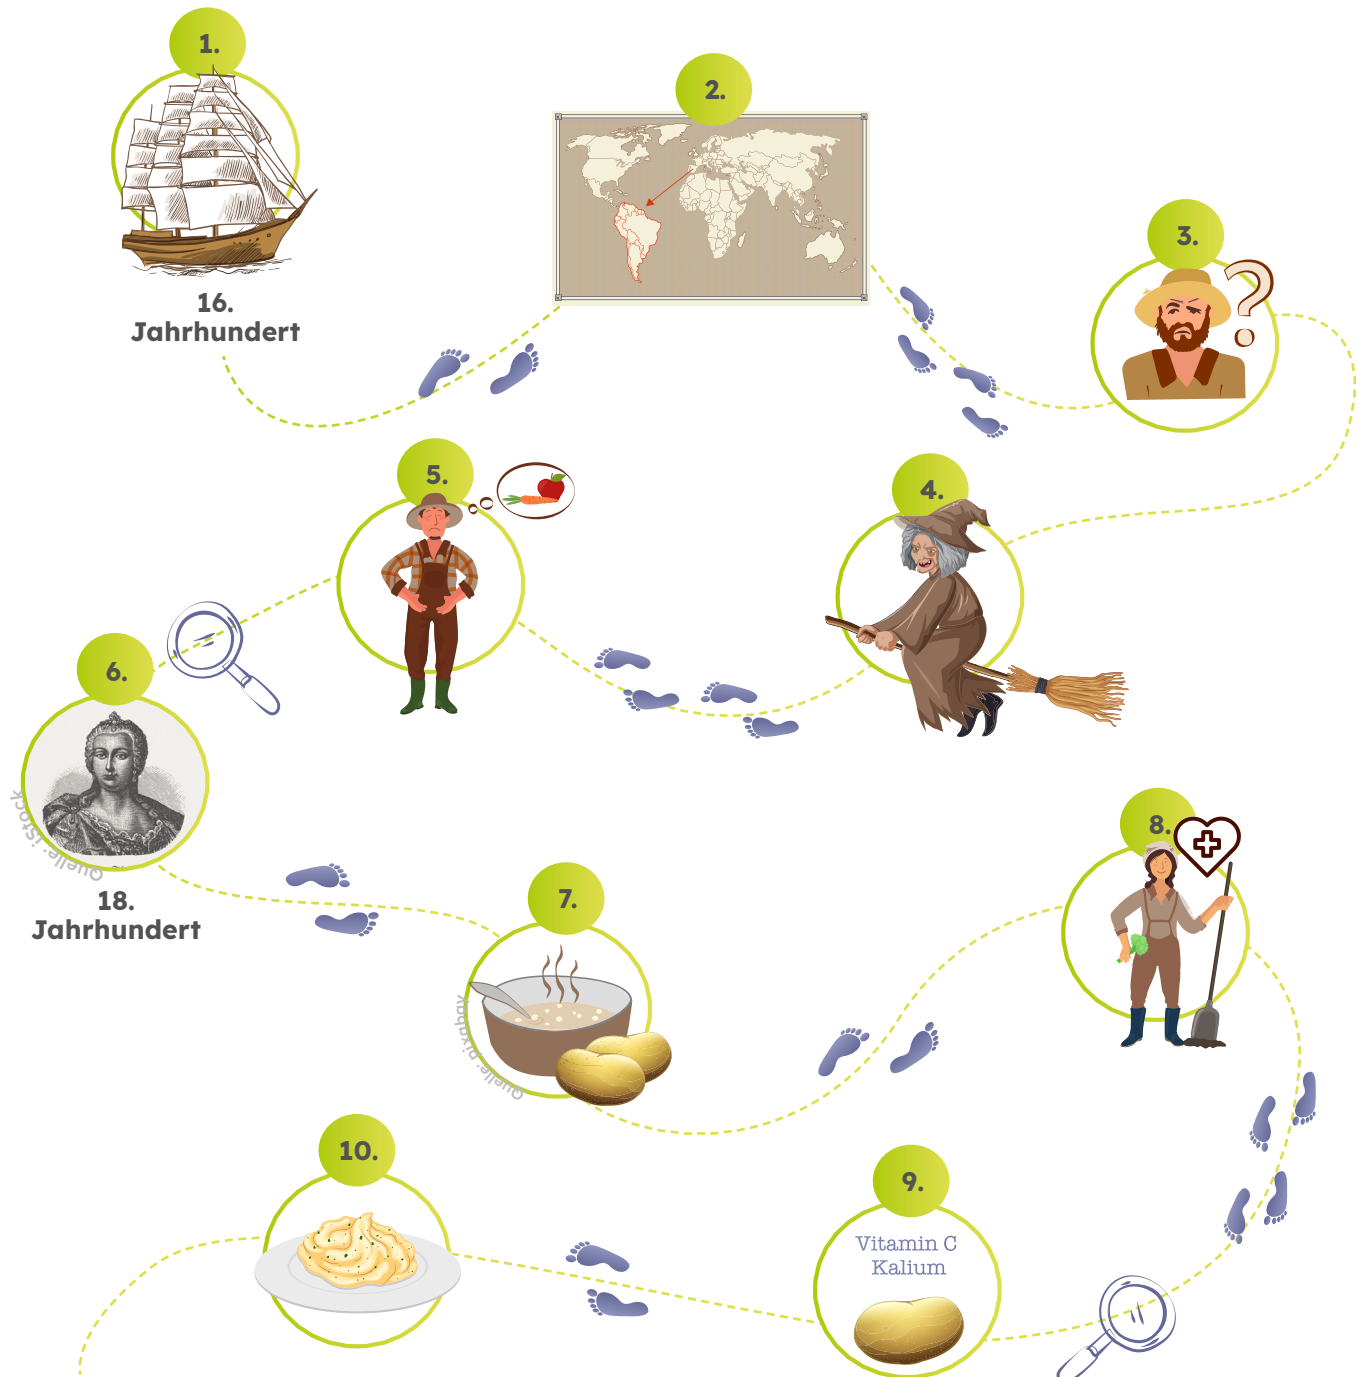 1.
16.
Jahrhundert
2.
3.
4.
5.
6.
Quelle: iStock
18.
Jahrhundert
7.
Quelle: pixabay
8.
9.
Vitamin C
Kalium
10.